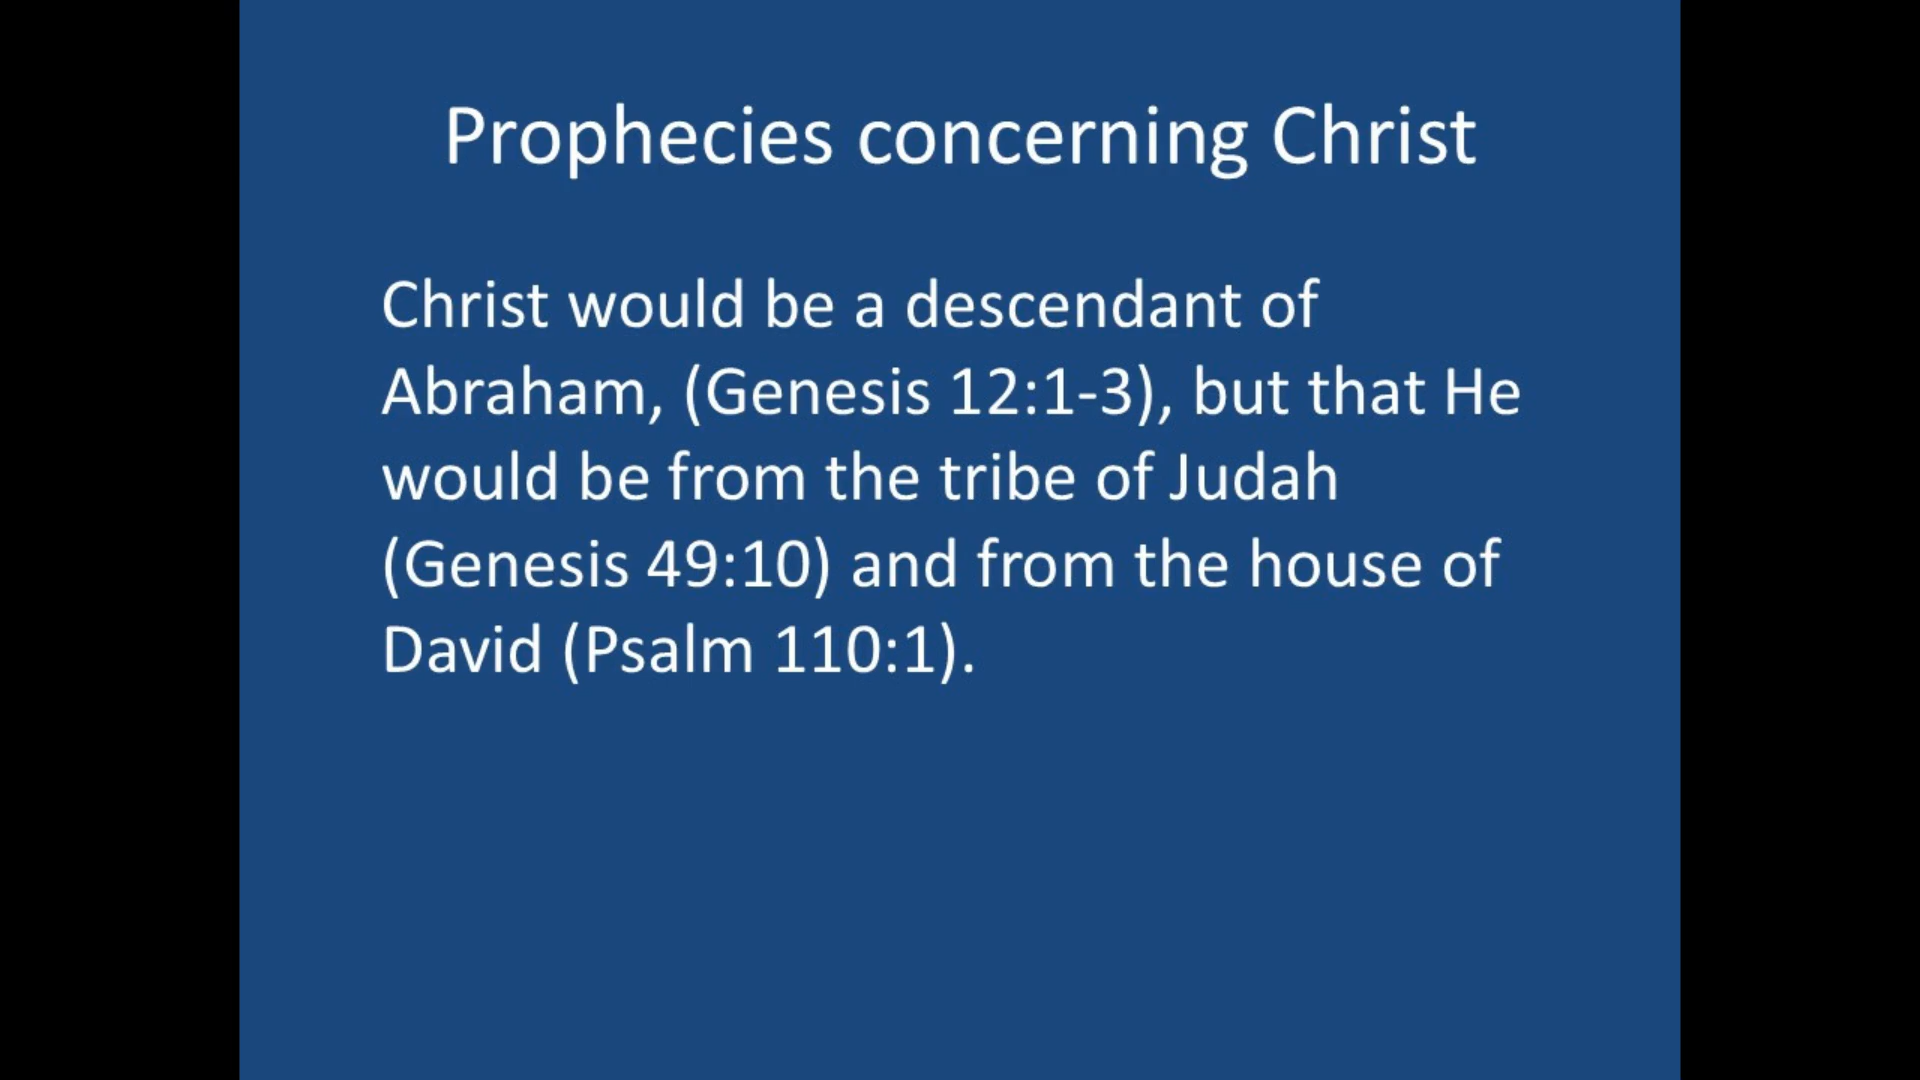 Prophecies concerning Christ
Christ would be a descendant of
Abraham, (Genesis 12:1-3), but that He
would be from the tribe of Judah
(Genesis 49:10) and from the house of
David (Psalm 110:1).